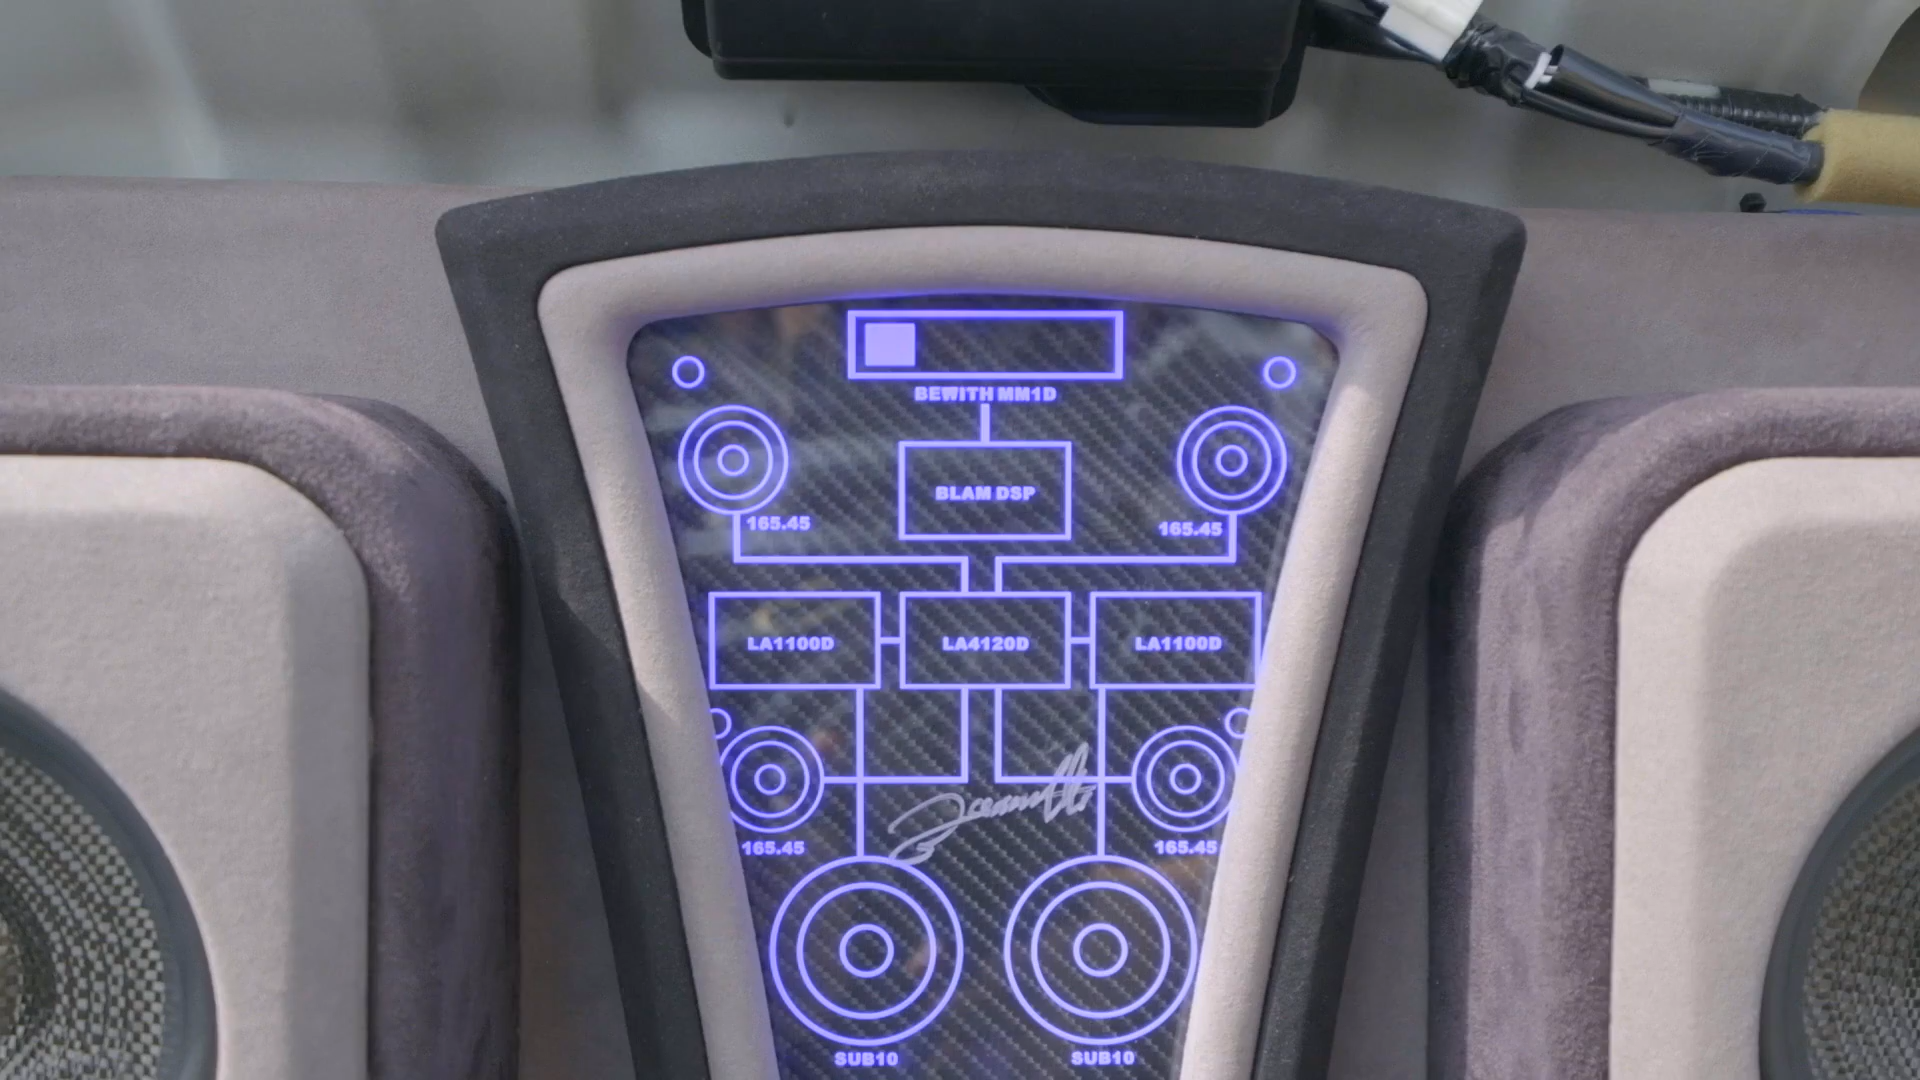 BEWITH MM1D
BLAM DSP
165.45
165.45
LA1100D
LA4120D
LA1100D
165.45
165.45
SUB10
SUB10